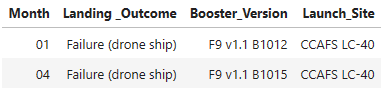 Month Landing _Outcome Booster_Version Launch_Site
01 Failure (drone ship) F9 v1.1 B1012 CCAFS LC-40
04 Failure (drone ship) F9 v1.1 B1015 CCAFS LC-40